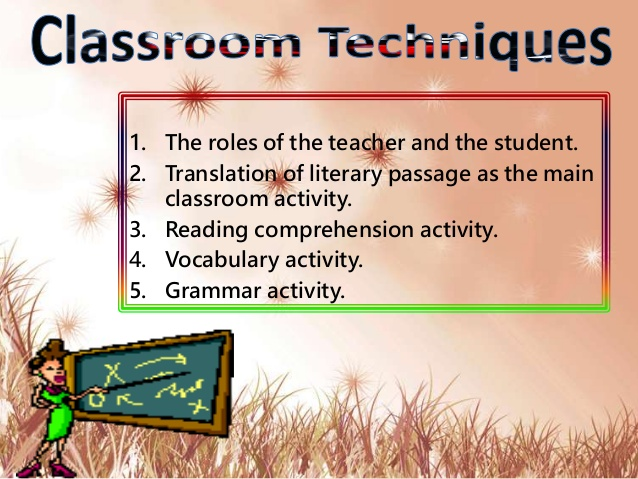 Classroom Techniques
1. The roles of the teacher and the student.
2. Translation of literary passage as the main
classroom activity.
3. Reading comprehension activity.
4. Vocabulary activity.
5. Grammar activity.